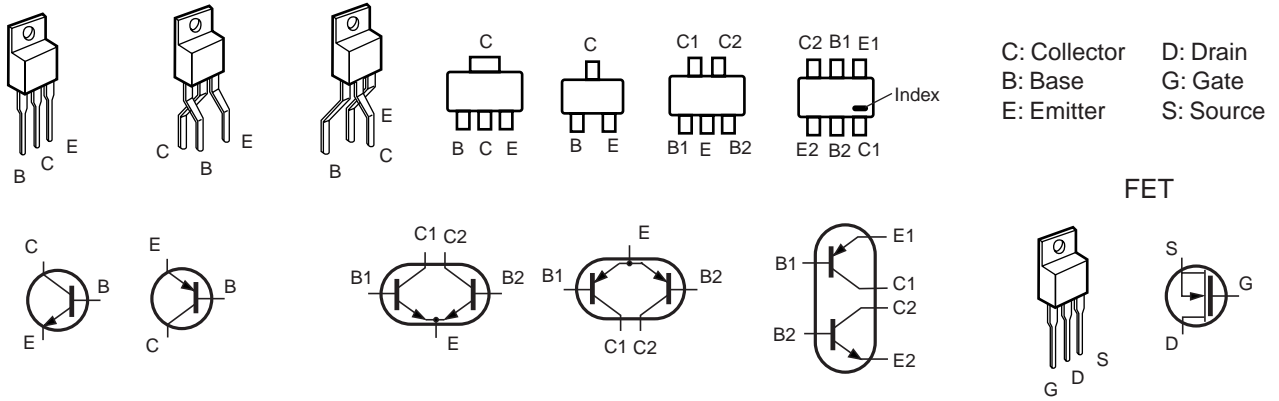 B C E
C B E
B E C
C
B C E
C
B E
C1 C2
B1 E B2
C2 B1 E1
Index
E2 B2 C1
C: Collector D: Drain
B: Base G: Gate
E: Emitter S: Source
FET
C
B
E
E
B
C
C1 C2
B1 B2
E
E
B1 B2
C1 C2
E1
B1
C1
C2
B2
E2
G D S
S
G
D